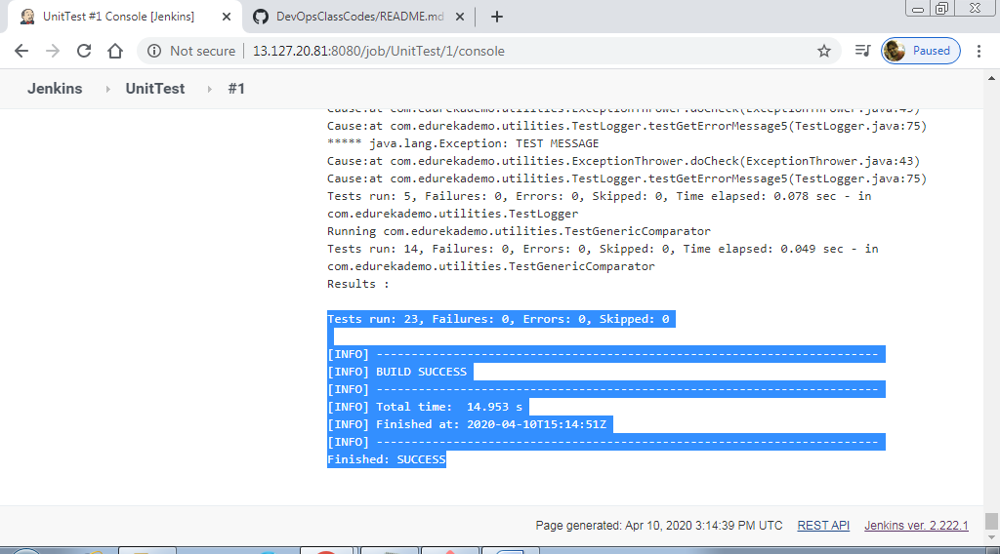 UnitTest #1 Console [Jenkins]
DevOpsClassCodes/README.md
Not secure
13.127.20.81:8080/job/UnitTest/1/console
Paused
Jenkins
UnitTest
#1
Cause:at com.edurekademo.utilities.ExceptionThrower.doCheck(ExceptionThrower.java:43)
Cause:at com.edurekademo.utilities.TestLogger.testGetErrorMessage5(TestLogger.java:75)
***** java.lang.Exception: TEST MESSAGE
Cause:at com.edurekademo.utilities.ExceptionThrower.doCheck(ExceptionThrower.java:43)
Cause:at com.edurekademo.utilities.TestLogger.testGetErrorMessage5(TestLogger.java:75)
Tests run: 5, Failures: 0, Errors: 0, Skipped: 0, Time elapsed: 0.078 sec - in
com.edurekademo.utilities.TestLogger
Running com.edurekademo.utilities.TestGenericComparator
Tests run: 14, Failures: 0, Errors: 0, Skipped: 0, Time elapsed: 0.049 sec - in
com.edurekademo.utilities.TestGenericComparator
Results :
Tests run: 23, Failures: 0, Errors: 0, Skipped: 0
[INFO] ------------------------------------------------------------------------
[INFO] BUILD SUCCESS
[INFO] ------------------------------------------------------------------------
[INFO] Total time:  14.953 s
[INFO] Finished at: 2020-04-10T15:14:51Z
[INFO] ------------------------------------------------------------------------
Finished: SUCCESS
Page generated: Apr 10, 2020 3:14:39 PM UTC
REST API
Jenkins ver. 2.222.1